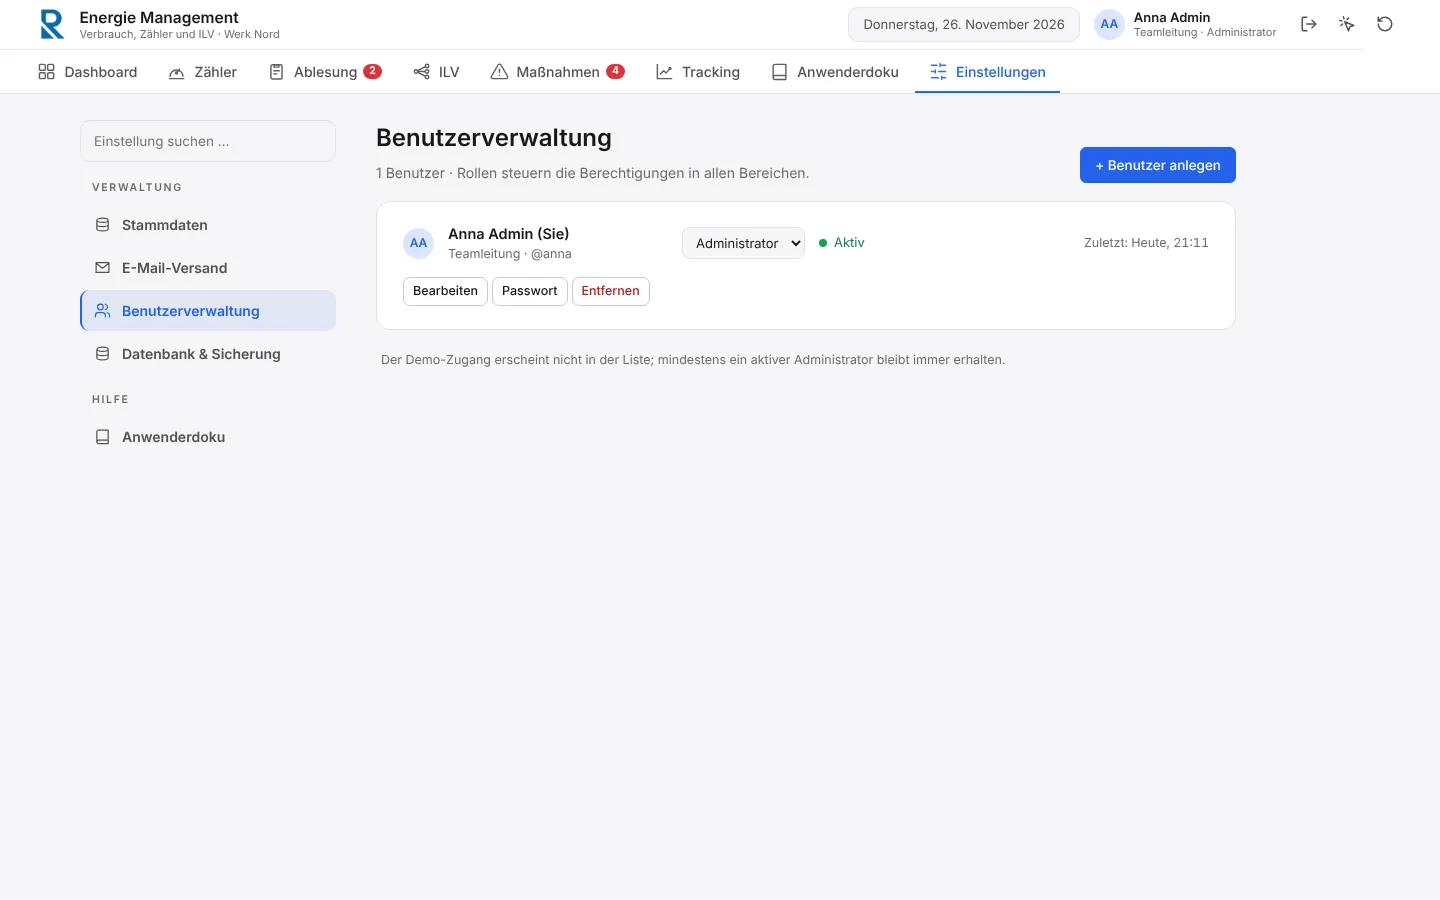 Energie Management
Verbrauch, Zähler und ILV · Werk Nord
Donnerstag, 26. November 2026
AA
Anna Admin
Teamleitung · Administrator
Dashboard
Zähler
Ablesung 2
ILV
Maßnahmen 4
Tracking
Anwenderdoku
Einstellungen
Einstellung suchen ...
VERWALTUNG
Stammdaten
E-Mail-Versand
Benutzerverwaltung
Datenbank & Sicherung
HILFE
Anwenderdoku
Benutzerverwaltung
1 Benutzer · Rollen steuern die Berechtigungen in allen Bereichen.
+ Benutzer anlegen
AA
Anna Admin (Sie)
Teamleitung · @anna
Administrator
Aktiv
Zuletzt: Heute, 21:11
Bearbeiten
Passwort
Entfernen
Der Demo-Zugang erscheint nicht in der Liste; mindestens ein aktiver Administrator bleibt immer erhalten.